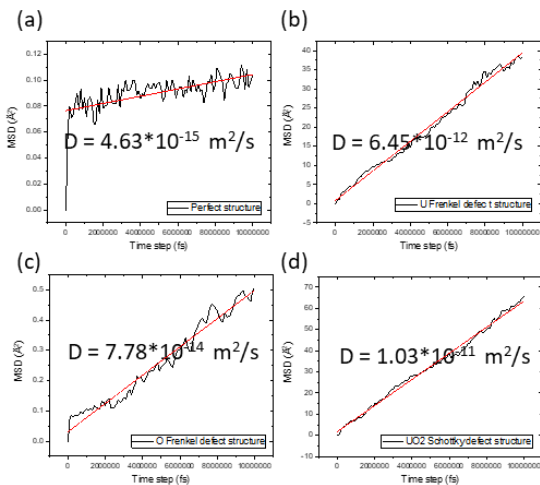 (a)
MSD (Å²)
0.12
0.10
0.08
0.06
0.04
0.02
0.00
D = 4.63*10⁻¹⁵ m²/s
Perfect structure
0 2000000 4000000 6000000 8000000 10000000
Time step (fs)
(b)
MSD (Å²)
40
35
30
25
20
15
10
5
0
-5
D = 6.45*10⁻¹² m²/s
U Frenkel defect structure
0 2000000 4000000 6000000 8000000 10000000
Time step (fs)
(c)
MSD (Å²)
0.5
0.4
0.3
0.2
0.1
0.0
D = 7.78*10⁻¹⁴ m²/s
O Frenkel defect structure
0 2000000 4000000 6000000 8000000 10000000
Time step (fs)
(d)
MSD (Å²)
70
60
50
40
30
20
10
0
-10
D = 1.03*10⁻¹¹ m²/s
UO2 Schottky defect structure
0 2000000 4000000 6000000 8000000 10000000
Time step (fs)